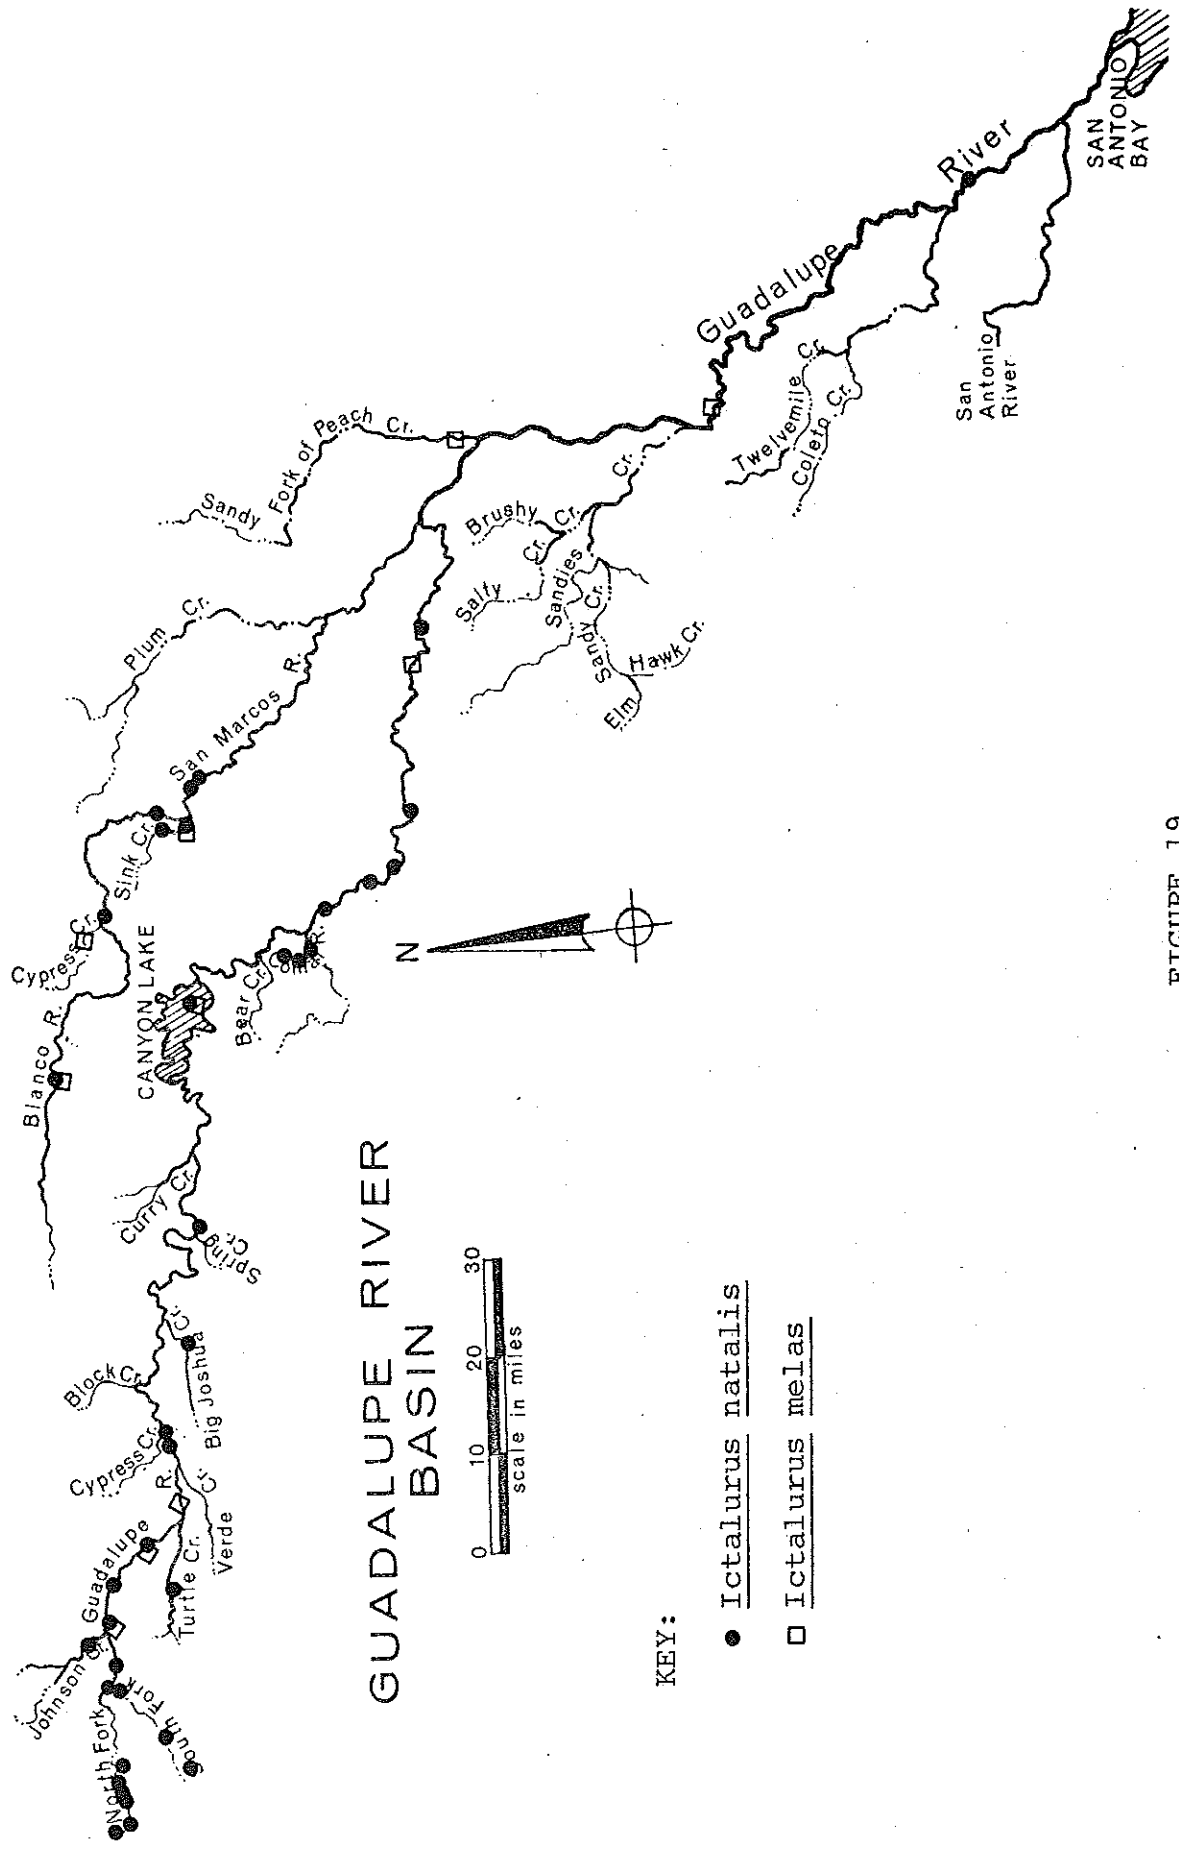 GUADALUPE RIVER
BASIN
0 10 20 30
scale in miles
KEY:
Ictalurus natalis
Ictalurus melas
N
North Fork
South Fork
Johnson Cr.
Guadalupe
R.
Turtle Cr.
Verde Cr.
Cypress Cr.
Block Cr.
Big Joshua Cr.
Spring Cr.
Curry Cr.
CANYON LAKE
Blanco R.
Cypress Cr.
Sink Cr.
Bear Cr.
Comal R.
San Marcos R.
Plum Cr.
Sandy
Fork of Peach Cr.
Elm
Hawk Cr.
Sandy Cr.
Sandies
Cr.
Salty
Cr.
Brushy
Cr.
Guadalupe River
Twelvemile Cr.
Coleto Cr.
San
Antonio
River
SAN
ANTONIO
BAY
FIGURE 19